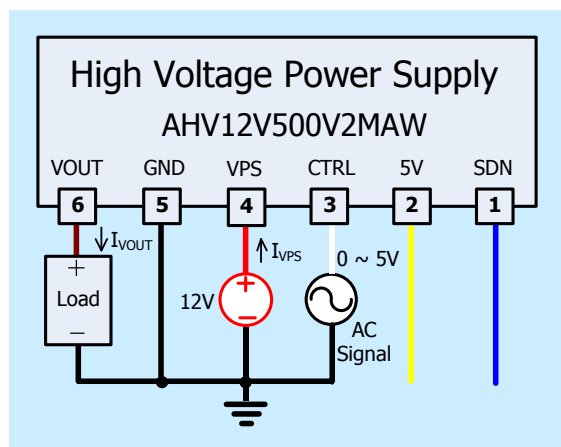 High Voltage Power Supply
AHV12V500V2MAW
VOUT GND VPS CTRL 5V SDN
6 5 4 3 2 1
↓IVOUT ↑IVPS 0 ~ 5V
+
Load
−
12V
+
−
AC
Signal